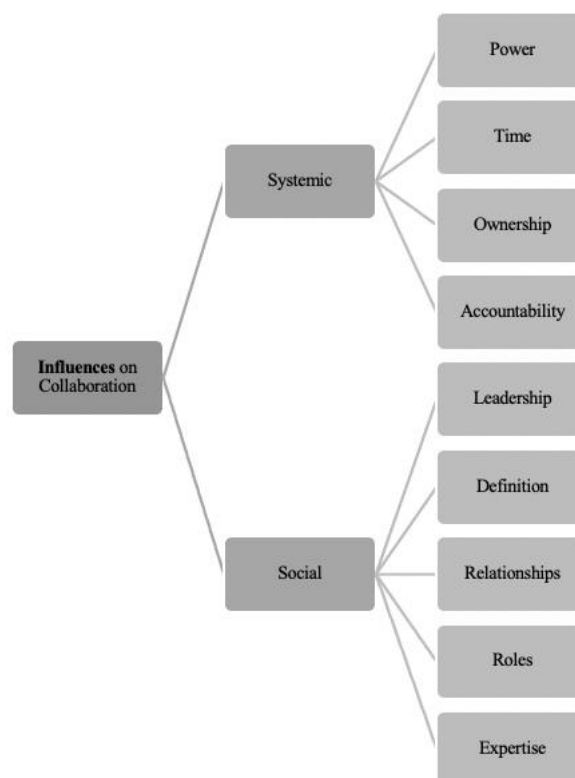 Influences on
Collaboration
Systemic
Power
Time
Ownership
Accountability
Social
Leadership
Definition
Relationships
Roles
Expertise